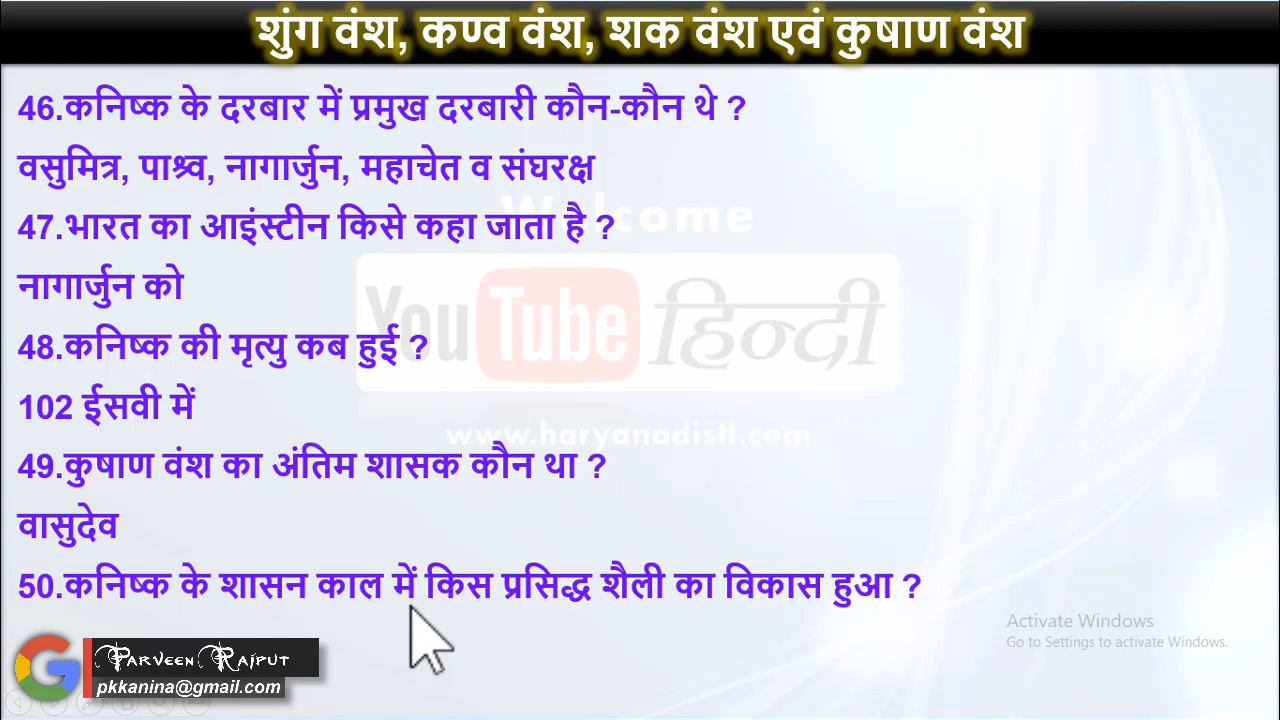 शुंग वंश, कण्व वंश, शक वंश एवं कुषाण वंश
46.कनिष्क के दरबार में प्रमुख दरबारी कौन-कौन थे ?
वसुमित्र, पाश्र्व, नागार्जुन, महाचेत व संघरक्ष
Welcome
47.भारत का आइंस्टीन किसे कहा जाता है ?
नागार्जुन को
YouTube हिन्दी
48.कनिष्क की मृत्यु कब हुई ?
102 ईसवी में
www.haryanadistt.com
49.कुषाण वंश का अंतिम शासक कौन था ?
वासुदेव
50.कनिष्क के शासन काल में किस प्रसिद्ध शैली का विकास हुआ ?
Activate Windows
Go to Settings to activate Windows.
Parveen Rajput
pkkanina@gmail.com